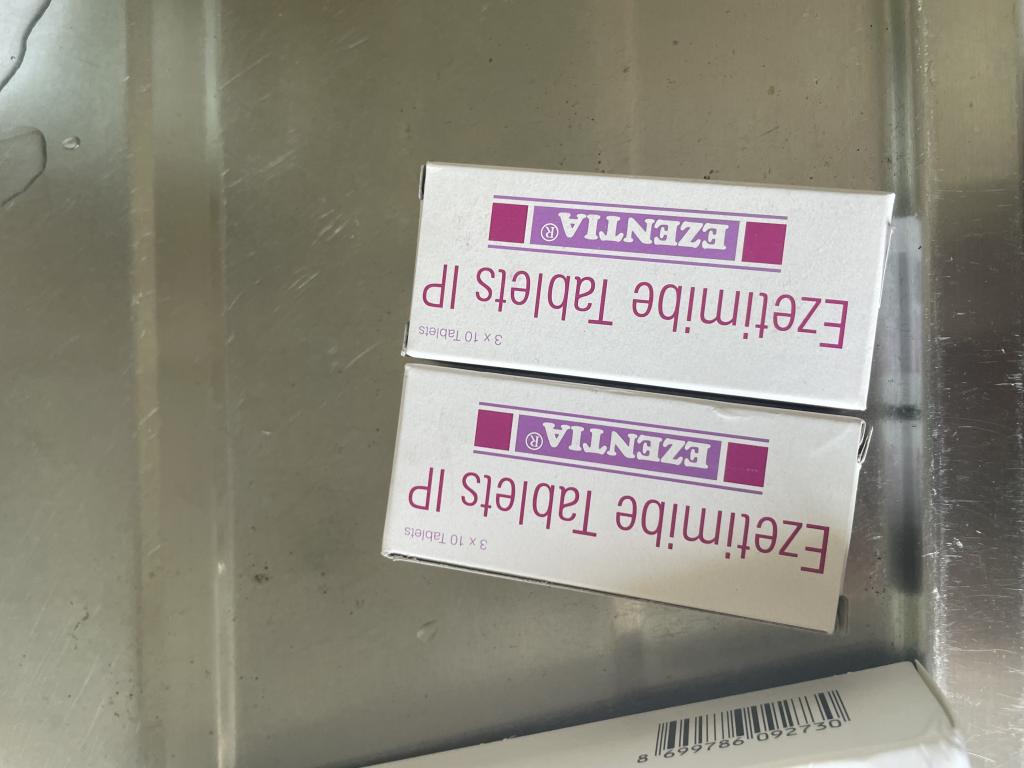 EZENTIA®
Ezetimibe Tablets IP
3 x 10 Tablets
EZENTIA®
Ezetimibe Tablets IP
3 x 10 Tablets
8 699786 092730